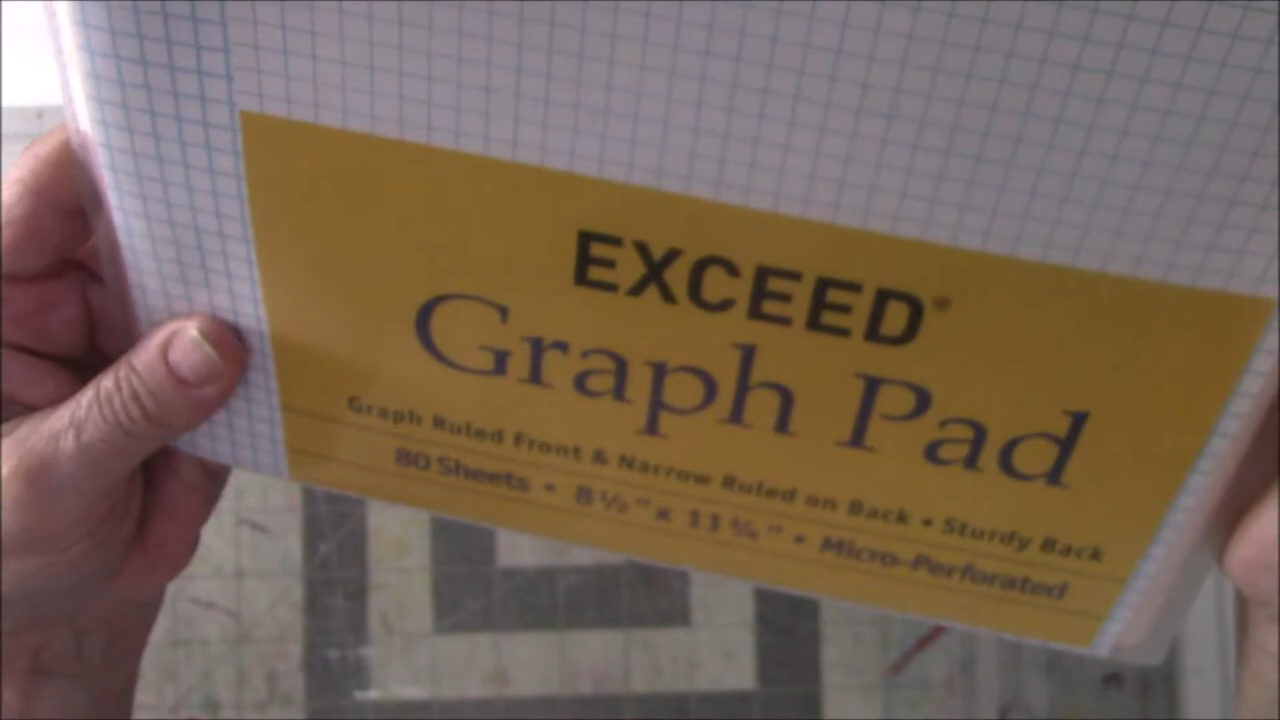 EXCEED®
Graph Pad
Graph Ruled Front & Narrow Ruled on Back • Sturdy Back
80 Sheets • 8½" x 11¾" • Micro-Perforated